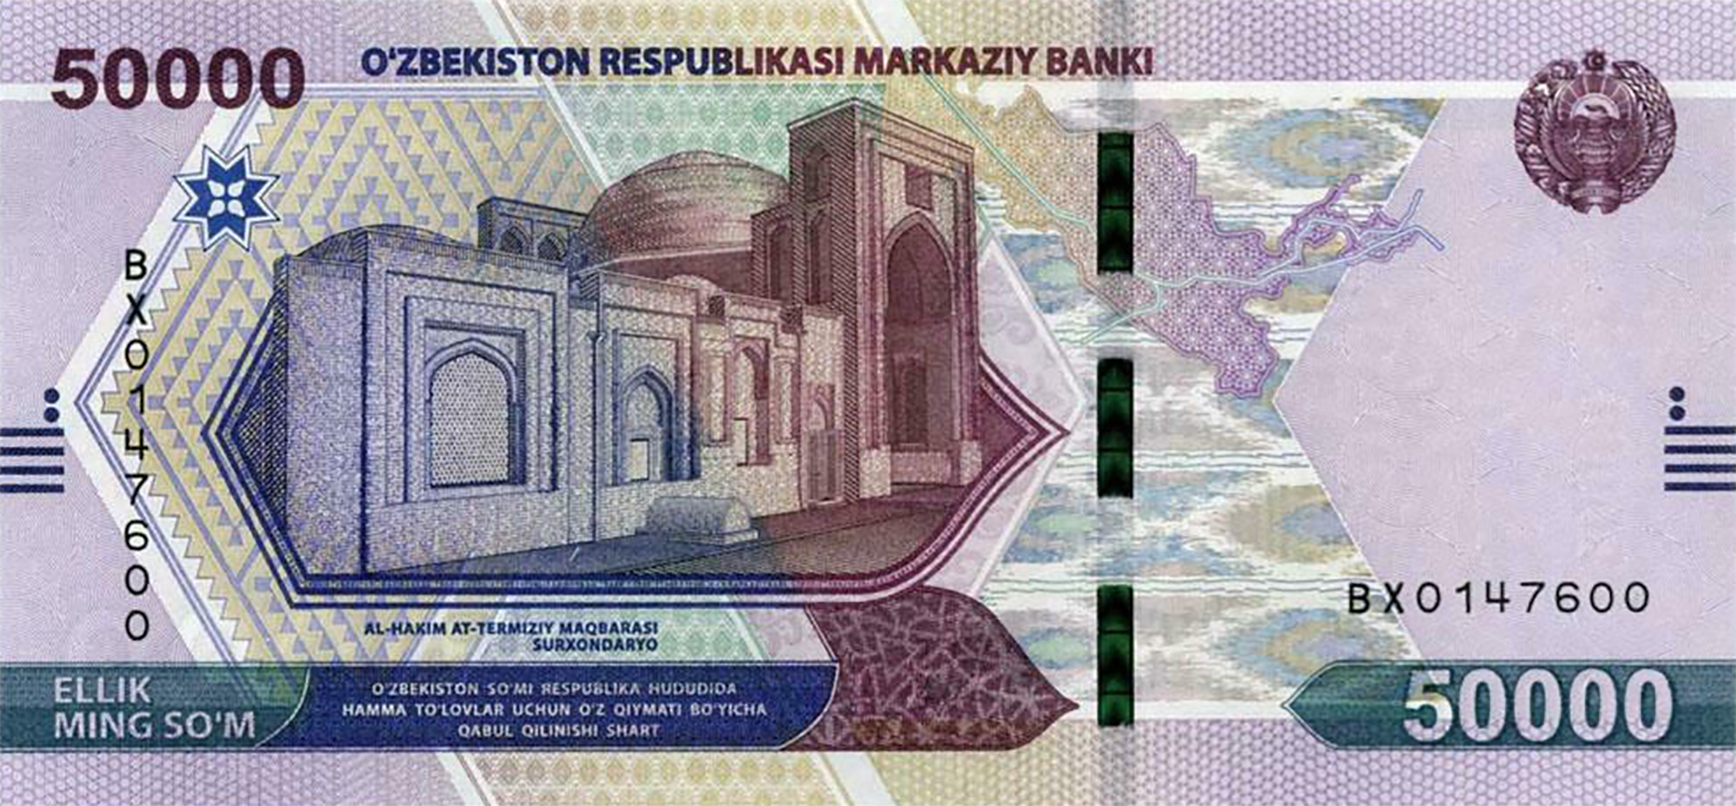 50000
O'ZBEKISTON RESPUBLIKASI MARKAZIY BANKI
BX0147600
AL-HAKIM AT-TERMIZIY MAQBARASI
SURXONDARYO
BX0147600
ELLIK
MING SO'M
O'ZBEKISTON SO'MI RESPUBLIKA HUDUDIDA
HAMMA TO'LOVLAR UCHUN O'Z QIYMATI BO'YICHA
QABUL QILINISHI SHART
50000